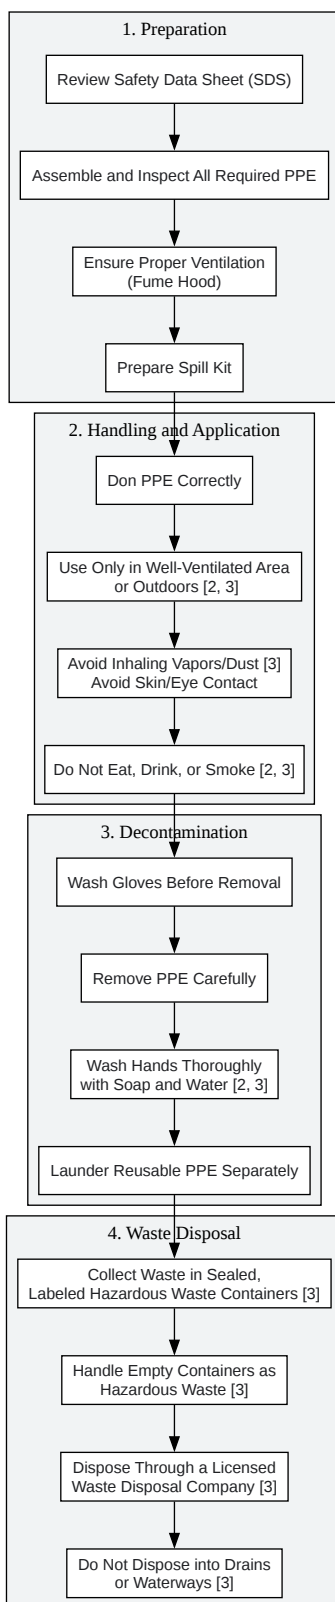 1. Preparation
Review Safety Data Sheet (SDS)
Assemble and Inspect All Required PPE
Ensure Proper Ventilation
(Fume Hood)
Prepare Spill Kit
2. Handling and Application
Don PPE Correctly
Use Only in Well-Ventilated Area
or Outdoors [2, 3]
Avoid Inhaling Vapors/Dust [3]
Avoid Skin/Eye Contact
Do Not Eat, Drink, or Smoke [2, 3]
3. Decontamination
Wash Gloves Before Removal
Remove PPE Carefully
Wash Hands Thoroughly
with Soap and Water [2, 3]
Launder Reusable PPE Separately
4. Waste Disposal
Collect Waste in Sealed,
Labeled Hazardous Waste Containers [3]
Handle Empty Containers as
Hazardous Waste [3]
Dispose Through a Licensed
Waste Disposal Company [3]
Do Not Dispose into Drains
or Waterways [3]